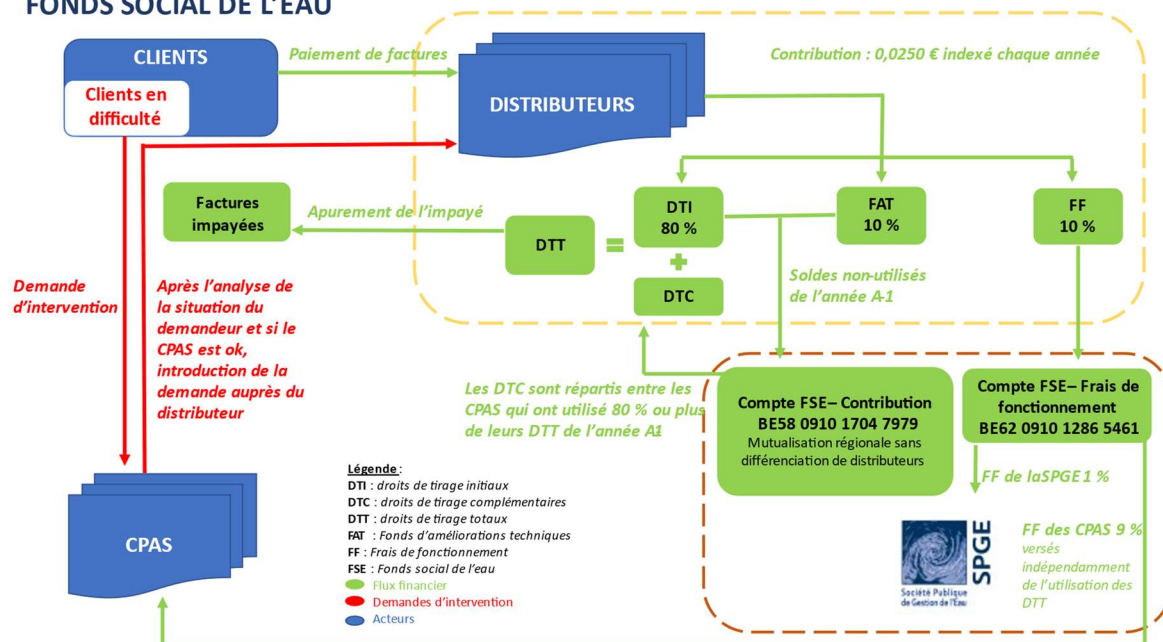 FONDS SOCIAL DE L'EAU
CLIENTS
Clients en
difficulté
Paiement de factures
DISTRIBUTEURS
Contribution : 0,0250 € indexé chaque année
Factures
impayées
Apurement de l'impayé
DTT
=
DTI
80 %
+
DTC
FAT
10 %
FF
10 %
Soldes non-utilisés
de l'année A-1
Demande
d'intervention
Après l'analyse de
la situation du
demandeur et si le
CPAS est ok,
introduction de la
demande auprès du
distributeur
Les DTC sont répartis entre les
CPAS qui ont utilisé 80 % ou plus
de leurs DTT de l'année A1
Compte FSE– Contribution
BE58 0910 1704 7979
Mutualisation régionale sans
différenciation de distributeurs
Compte FSE– Frais de
fonctionnement
BE62 0910 1286 5461
FF de laSPGE 1 %
FF des CPAS 9 %
versés
indépendamment
de l'utilisation des
DTT
SPGE
Société Publique
de Gestion de l'Eau
CPAS
Légende :
DTI : droits de tirage initiaux
DTC : droits de tirage complémentaires
DTT : droits de tirage totaux
FAT : Fonds d'améliorations techniques
FF : Frais de fonctionnement
FSE : Fonds social de l'eau
Flux financier
Demandes d'intervention
Acteurs